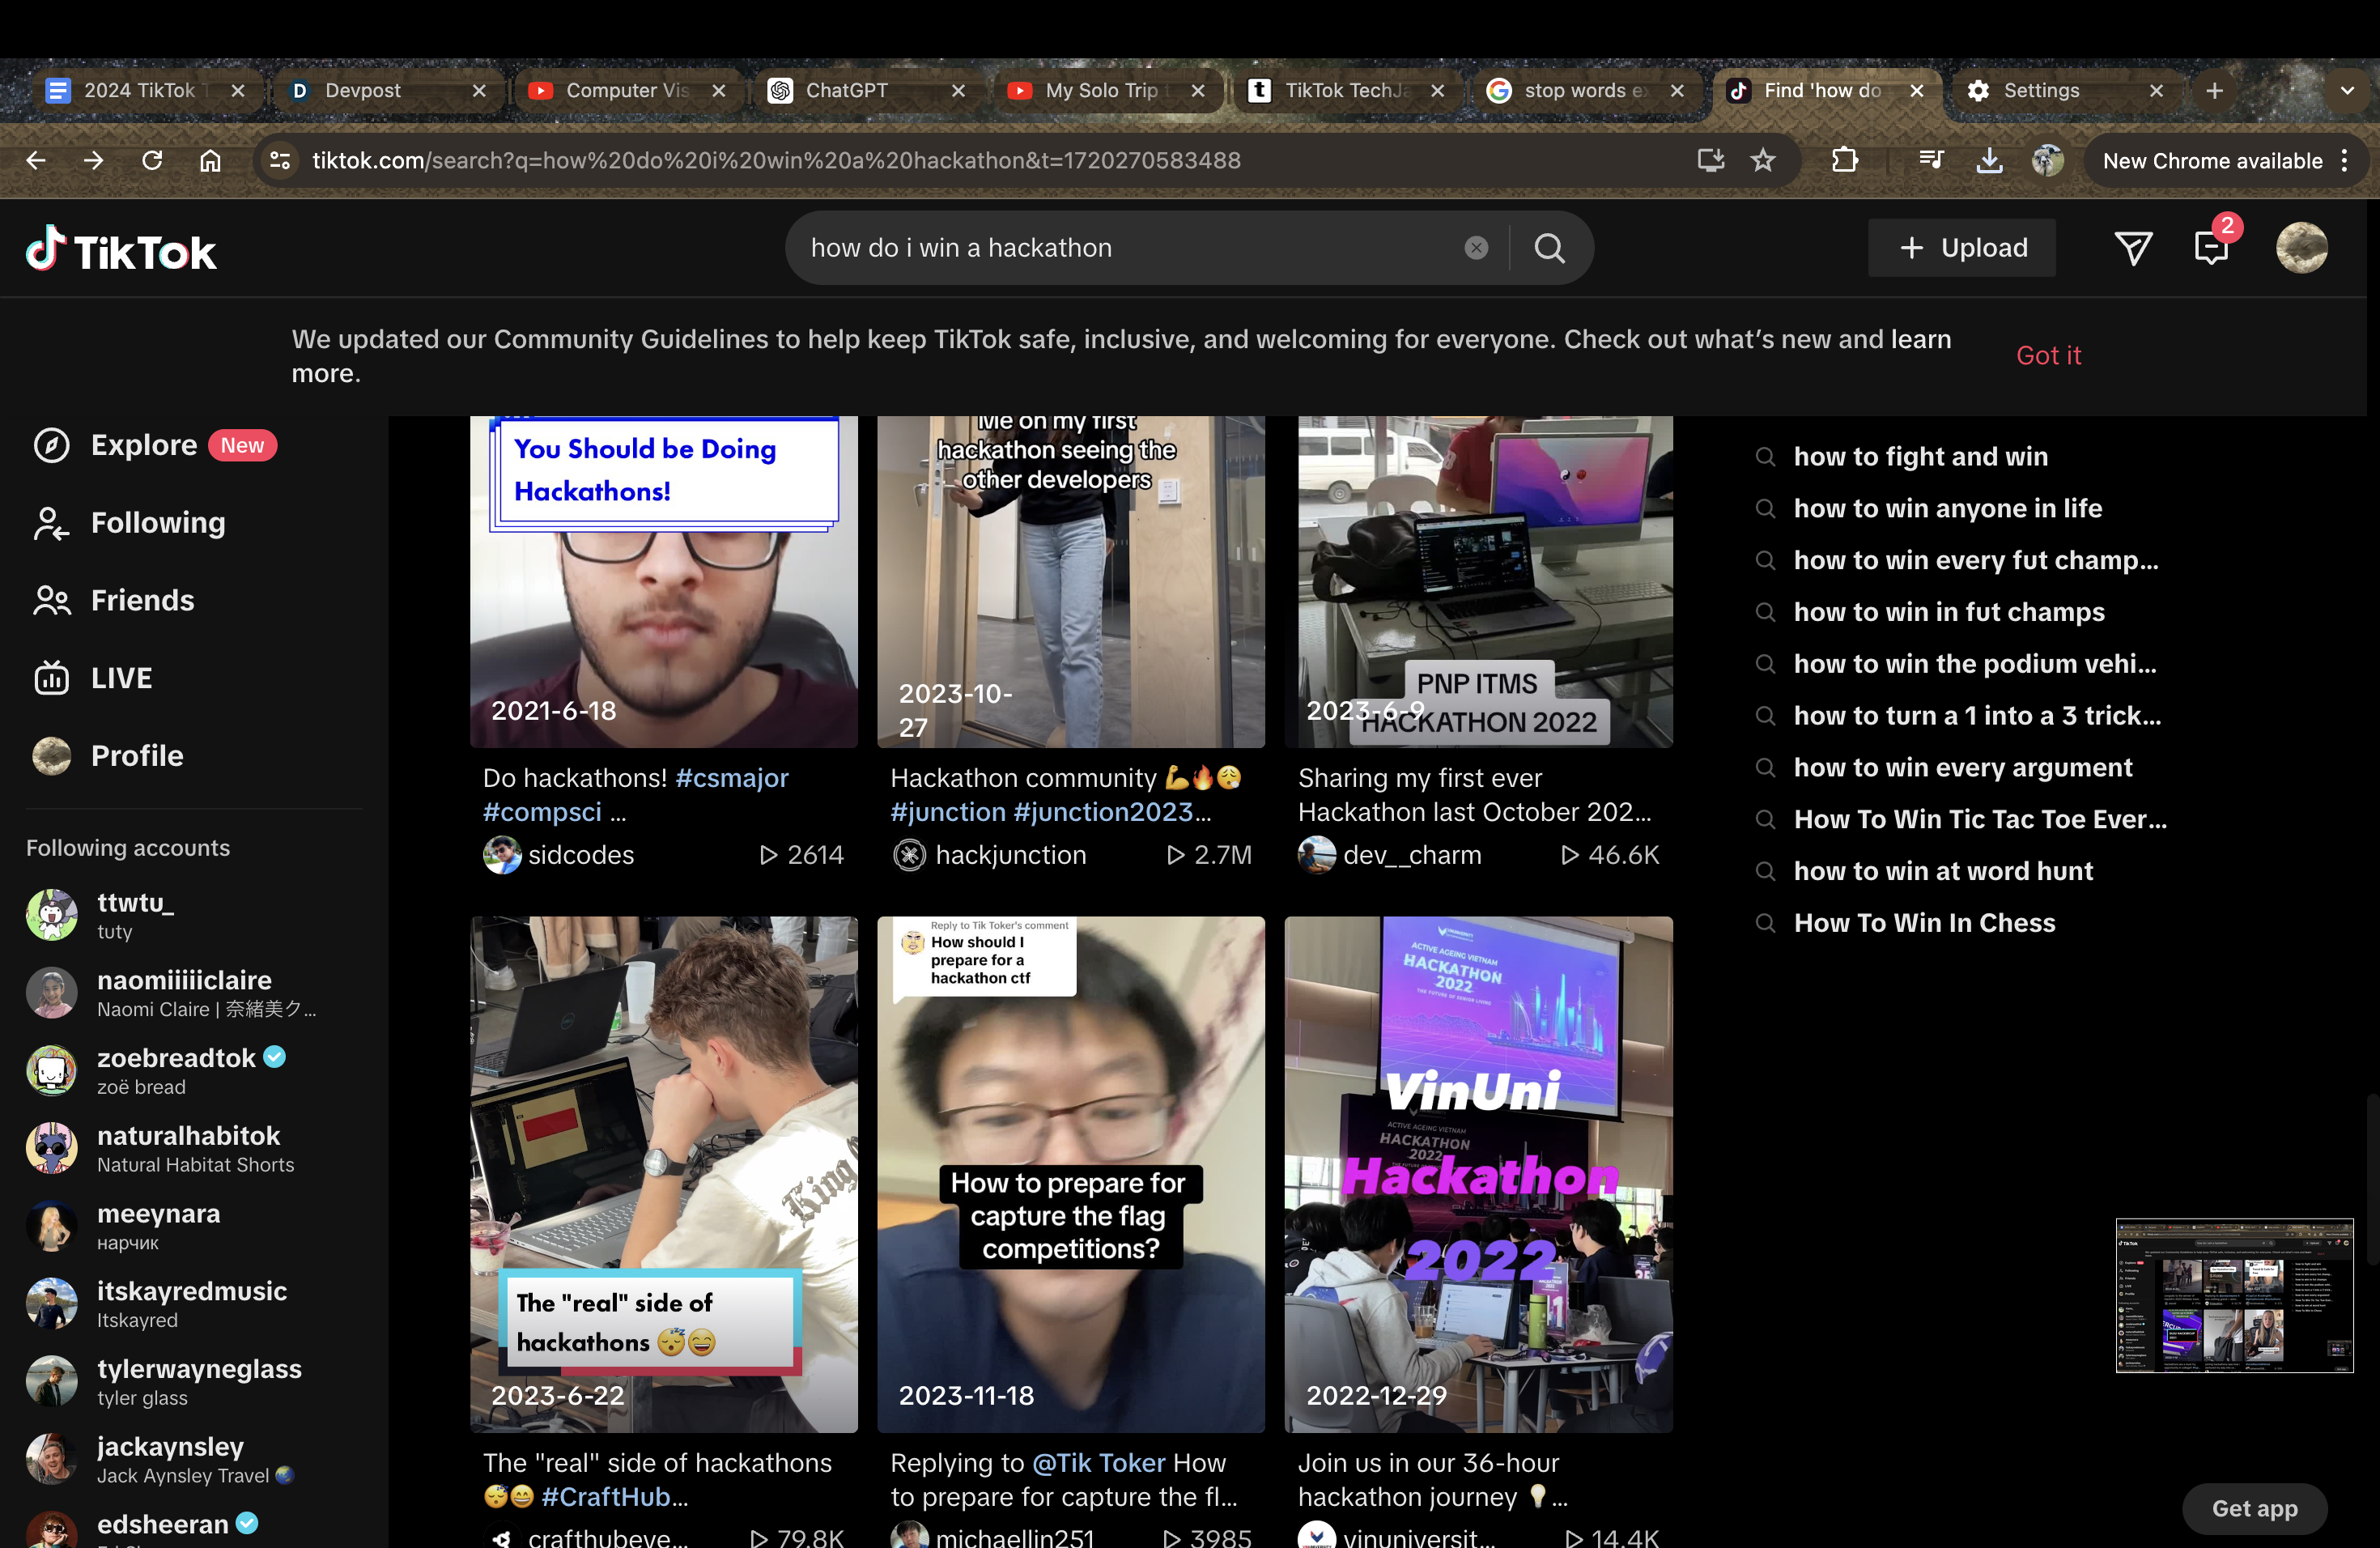 2024 TikTok T
Devpost
Computer Vis
ChatGPT
My Solo Trip t
TikTok TechJa
stop words ex
Find 'how do
Settings
tiktok.com/search?q=how%20do%20i%20win%20a%20hackathon&t=1720270583488
New Chrome available
TikTok
how do i win a hackathon
Upload
2
We updated our Community Guidelines to help keep TikTok safe, inclusive, and welcoming for everyone. Check out what's new and learn
more.
Got it
Explore New
Following
Friends
LIVE
Profile
Following accounts
ttwtu_
tuty
naomiiiiiclaire
Naomi Claire | 奈緒美ク...
zoebreadtok
zoë bread
naturalhabitok
Natural Habitat Shorts
meeynara
нарчик
itskayredmusic
Itskayred
tylerwayneglass
tyler glass
jackaynsley
Jack Aynsley Travel 🌏
edsheeran
You Should be Doing
Hackathons!
2021-6-18
Do hackathons! #csmajor
#compsci ...
sidcodes
2614
Me on my first
hackathon seeing the
other developers
2023-10-
27
Hackathon community 💪🔥😮‍💨
#junction #junction2023...
hackjunction
2.7M
PNP ITMS
HACKATHON 2022
2023-6-9
Sharing my first ever
Hackathon last October 202...
dev__charm
46.6K
The "real" side of
hackathons 😴😄
2023-6-22
The "real" side of hackathons
😴😄 #CraftHub...
crafthubeve...
79.8K
Reply to Tik Toker's comment
How should I
prepare for a
hackathon ctf
How to prepare for
capture the flag
competitions?
2023-11-18
Replying to @Tik Toker How
to prepare for capture the fl...
michaellin251
3985
ACTIVE AGEING VIETNAM
HACKATHON
2022
THE FUTURE OF SENIOR LIVING
ACTIVE AGEING VIETNAM
HACKATHON
2022
VinUni
Hackathon
2022
2022-12-29
Join us in our 36-hour
hackathon journey 💡...
vinuniversit...
14.4K
how to fight and win
how to win anyone in life
how to win every fut champ...
how to win in fut champs
how to win the podium vehi...
how to turn a 1 into a 3 trick...
how to win every argument
How To Win Tic Tac Toe Ever...
how to win at word hunt
How To Win In Chess
Get app